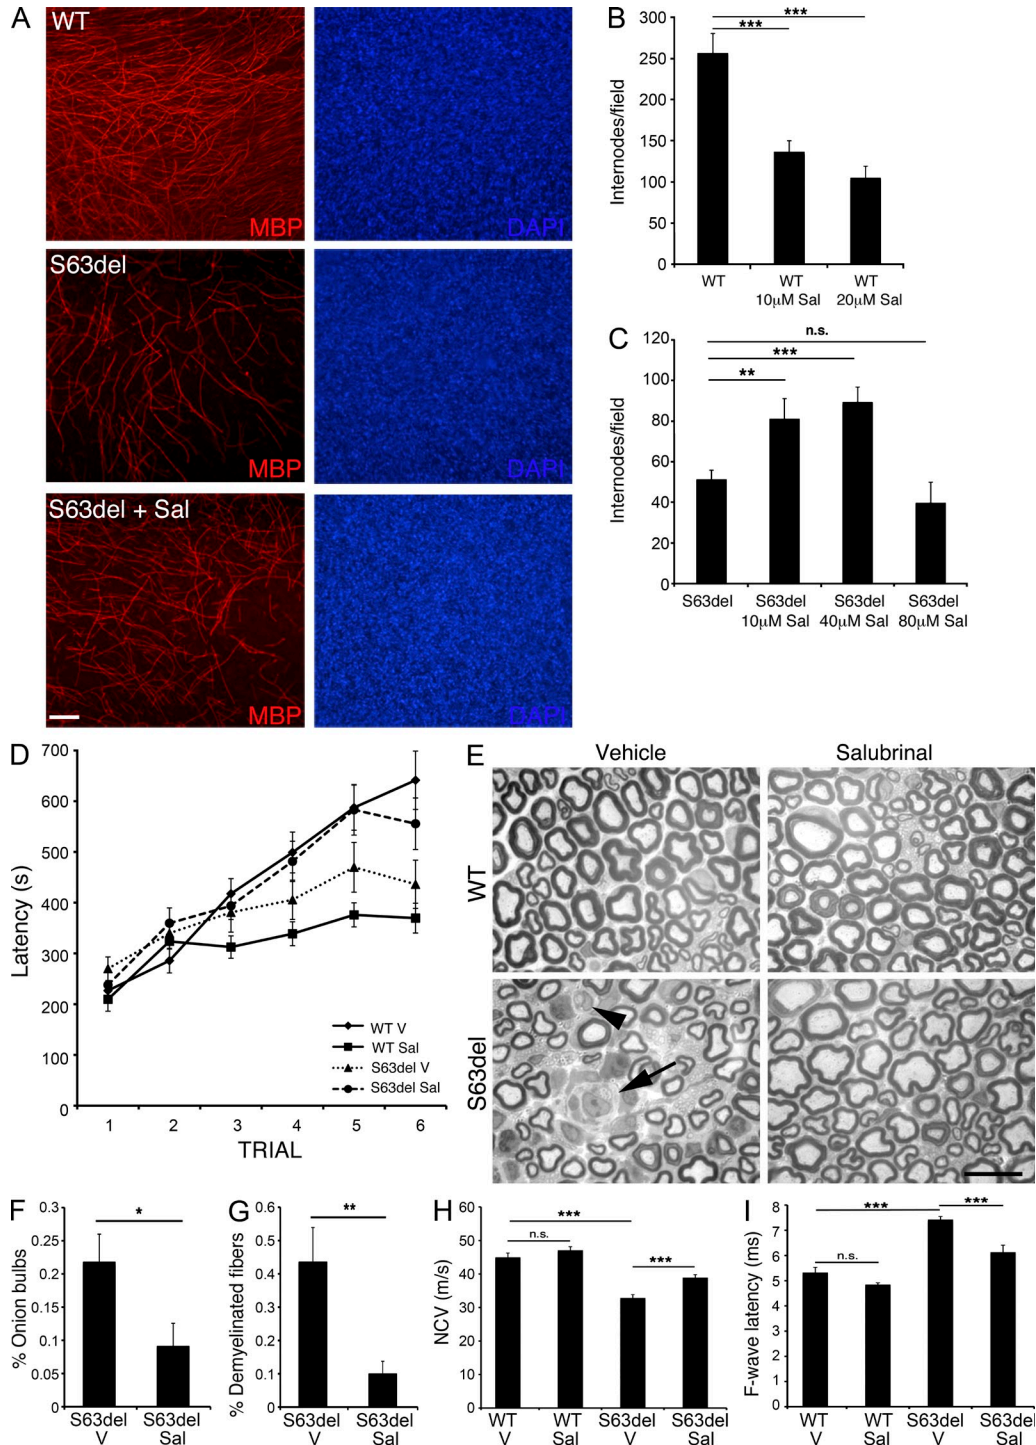 A
WT
MBP
DAPI
S63del
MBP
DAPI
S63del + Sal
MBP
DAPI
B
300
250
200
150
100
50
0
Internodes/field
***
***
WT
WT
10μM Sal
WT
20μM Sal
C
120
100
80
60
40
20
0
Internodes/field
n.s.
***
**
S63del
S63del
10μM Sal
S63del
40μM Sal
S63del
80μM Sal
D
700
600
500
400
300
200
100
0
Latency (s)
1 2 3 4 5 6
TRIAL
WT V
WT Sal
S63del V
S63del Sal
E
Vehicle
Salubrinal
WT
S63del
F
0.3
0.25
0.2
0.15
0.1
0.05
0
% Onion bulbs
*
S63del
V
S63del
Sal
G
0.6
0.5
0.4
0.3
0.2
0.1
0
% Demyelinated fibers
**
S63del
V
S63del
Sal
H
60
50
40
30
20
10
0
NCV (m/s)
***
n.s.
***
WT
V
WT
Sal
S63del
V
S63del
Sal
I
8
7
6
5
4
3
2
1
0
F-wave latency (ms)
***
***
n.s.
WT
V
WT
Sal
S63del
V
S63del
Sal